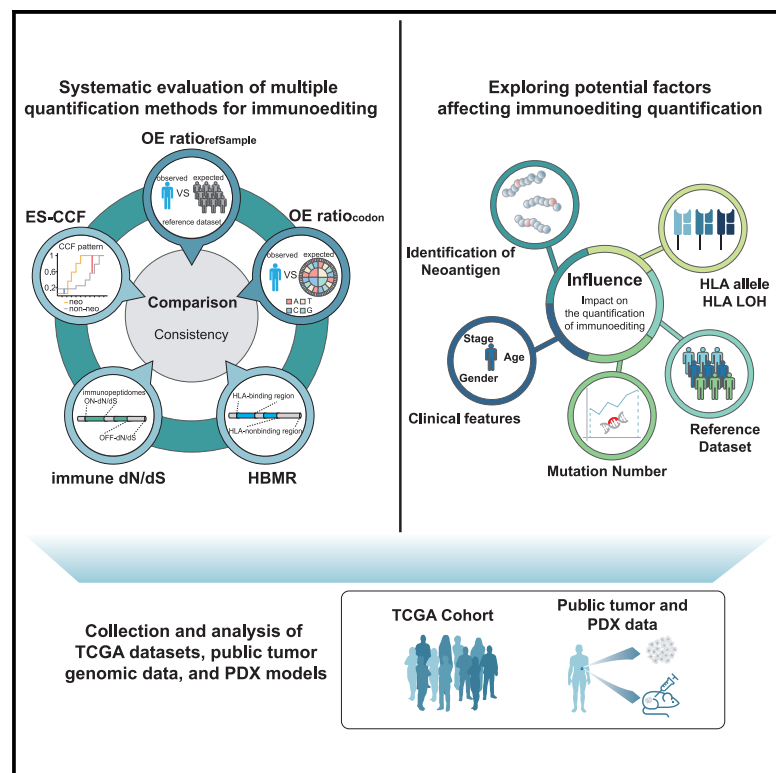 Systematic evaluation of multiple
quantification methods for immunoediting
OE ratiorefSample
observed
expected
VS
reference dataset
ES-CCF
CCF pattern
1
0.6
0.2
neo
non-neo
OE ratiocodon
observed
expected
VS
A T
C G
Comparison
Consistency
immunopeptidomes
ON-dN/dS
OFF-dN/dS
immune dN/dS
HLA-binding region
HLA-nonbinding region
HBMR
Exploring potential factors
affecting immunoediting quantification
Identification of
Neoantigen
HLA allele
HLA LOH
Influence
Impact on
the quantification
of immunoediting
Stage
Age
Gender
Clinical features
Reference
Dataset
Mutation Number
Collection and analysis of
TCGA datasets, public tumor
genomic data, and PDX models
TCGA Cohort
Public tumor and
PDX data